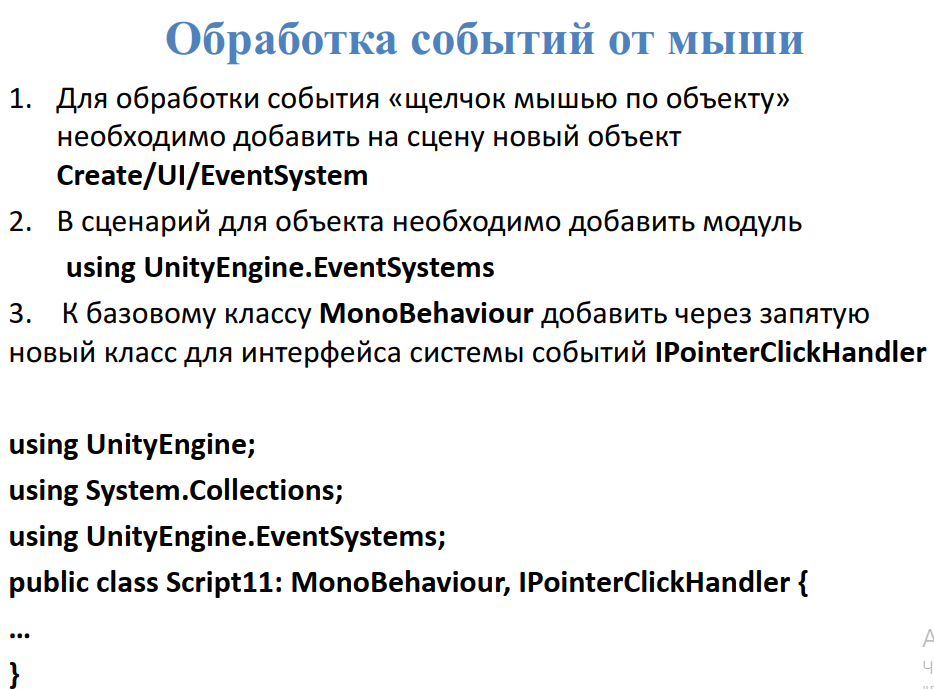 Обработка событий от мыши
1. Для обработки события «щелчок мышью по объекту»
необходимо добавить на сцену новый объект
Create/UI/EventSystem
2. В сценарий для объекта необходимо добавить модуль
using UnityEngine.EventSystems
3. К базовому классу MonoBehaviour добавить через запятую
новый класс для интерфейса системы событий IPointerClickHandler
using UnityEngine;
using System.Collections;
using UnityEngine.EventSystems;
public class Script11: MonoBehaviour, IPointerClickHandler {
…
}